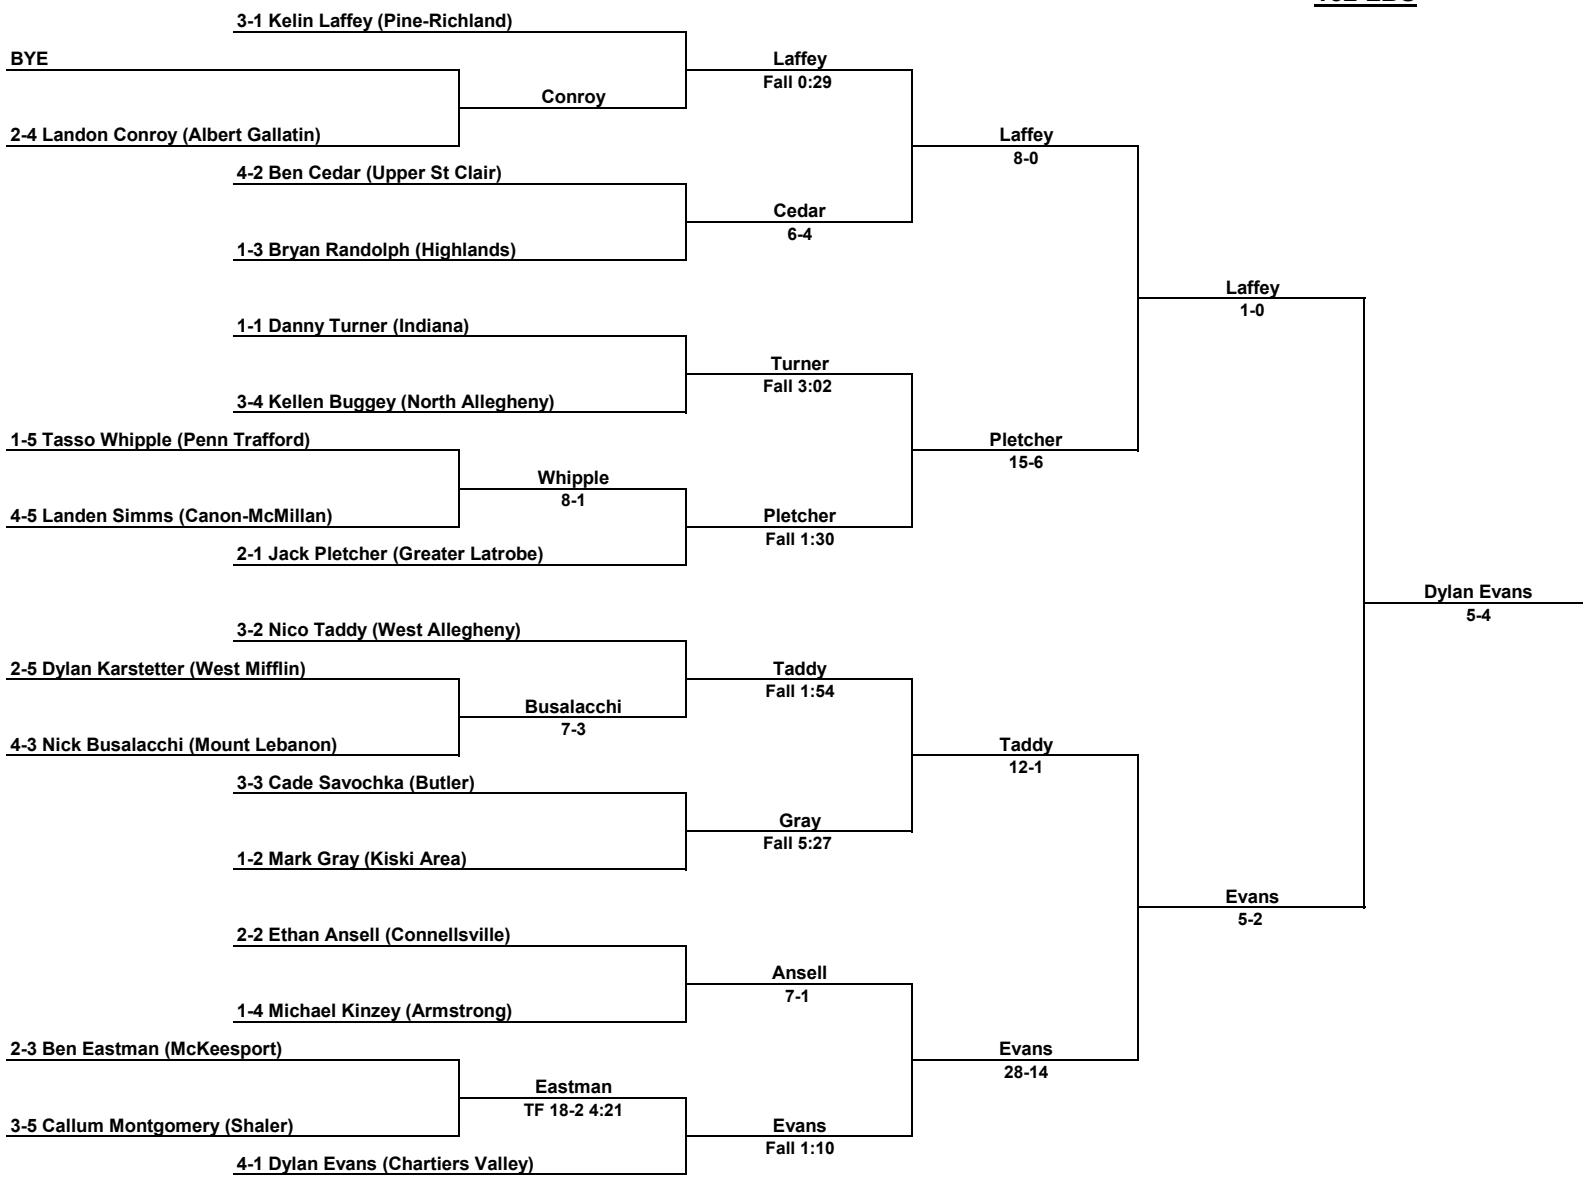 3-1 Kelin Laffey (Pine-Richland)
BYE
Laffey
Fall 0:29
Conroy
2-4 Landon Conroy (Albert Gallatin)
Laffey
8-0
4-2 Ben Cedar (Upper St Clair)
Cedar
6-4
1-3 Bryan Randolph (Highlands)
Laffey
1-0
1-1 Danny Turner (Indiana)
Turner
Fall 3:02
3-4 Kellen Buggey (North Allegheny)
1-5 Tasso Whipple (Penn Trafford)
Pletcher
15-6
Whipple
8-1
4-5 Landen Simms (Canon-McMillan)
Pletcher
Fall 1:30
2-1 Jack Pletcher (Greater Latrobe)
Dylan Evans
5-4
3-2 Nico Taddy (West Allegheny)
2-5 Dylan Karstetter (West Mifflin)
Taddy
Fall 1:54
Busalacchi
7-3
4-3 Nick Busalacchi (Mount Lebanon)
Taddy
12-1
3-3 Cade Savochka (Butler)
Gray
Fall 5:27
1-2 Mark Gray (Kiski Area)
Evans
5-2
2-2 Ethan Ansell (Connellsville)
Ansell
7-1
1-4 Michael Kinzey (Armstrong)
2-3 Ben Eastman (McKeesport)
Evans
28-14
Eastman
TF 18-2 4:21
3-5 Callum Montgomery (Shaler)
Evans
Fall 1:10
4-1 Dylan Evans (Chartiers Valley)